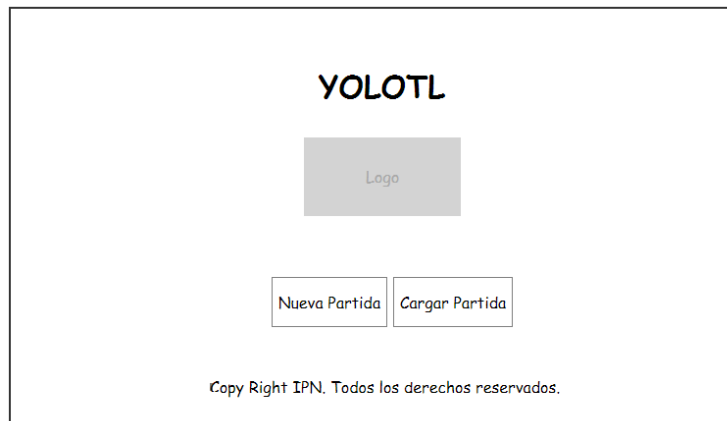 YOLOTL
Logo
Nueva Partida Cargar Partida
Copy Right IPN. Todos los derechos reservados.